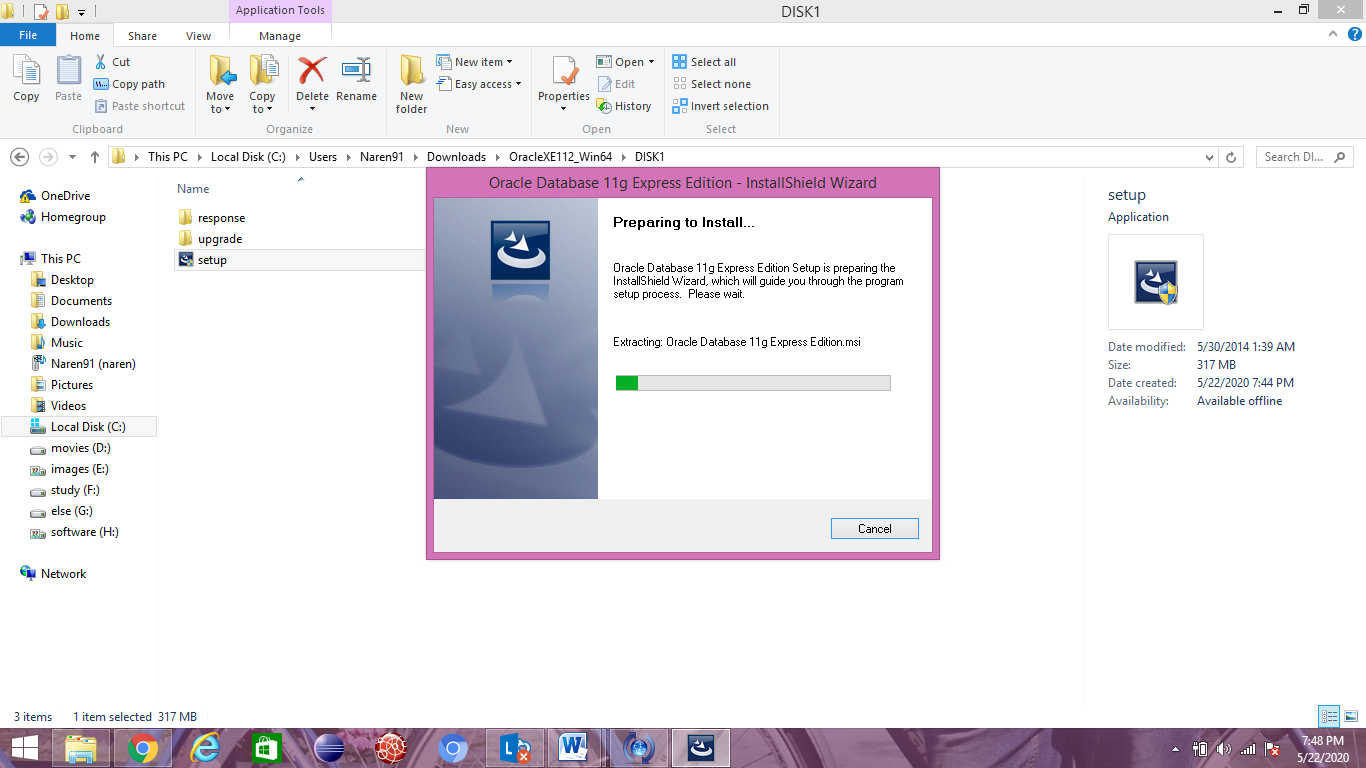 Application Tools
DISK1
File
Home
Share
View
Manage
Copy
Paste
Cut
Copy path
Paste shortcut
Clipboard
Move to
Copy to
Delete
Rename
Organize
New folder
New item
Easy access
New
Properties
Open
Edit
History
Open
Select all
Select none
Invert selection
Select
This PC
Local Disk (C:)
Users
Naren91
Downloads
OracleXE112_Win64
DISK1
Search DI...
OneDrive
Homegroup
This PC
Desktop
Documents
Downloads
Music
Naren91 (naren)
Pictures
Videos
Local Disk (C:)
movies (D:)
images (E:)
study (F:)
else (G:)
software (H:)
Network
Name
response
upgrade
setup
Oracle Database 11g Express Edition - InstallShield Wizard
Preparing to Install...
Oracle Database 11g Express Edition Setup is preparing the
InstallShield Wizard, which will guide you through the program
setup process. Please wait.
Extracting: Oracle Database 11g Express Edition.msi
Cancel
setup
Application
Date modified: 5/30/2014 1:39 AM
Size: 317 MB
Date created: 5/22/2020 7:44 PM
Availability: Available offline
3 items
1 item selected 317 MB
7:48 PM
5/22/2020